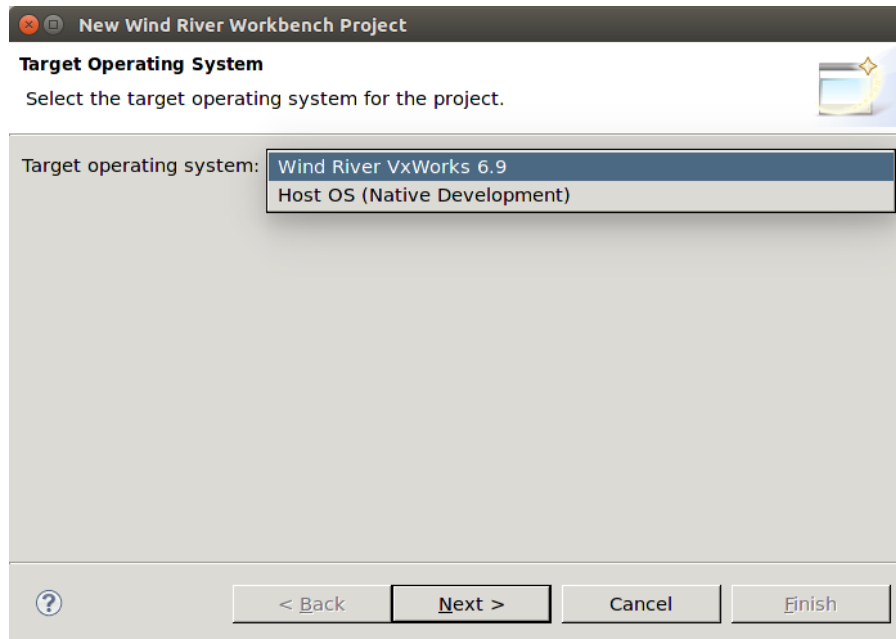 New Wind River Workbench Project
Target Operating System
Select the target operating system for the project.
Target operating system:
Wind River VxWorks 6.9
Host OS (Native Development)
?
< Back
Next >
Cancel
Finish